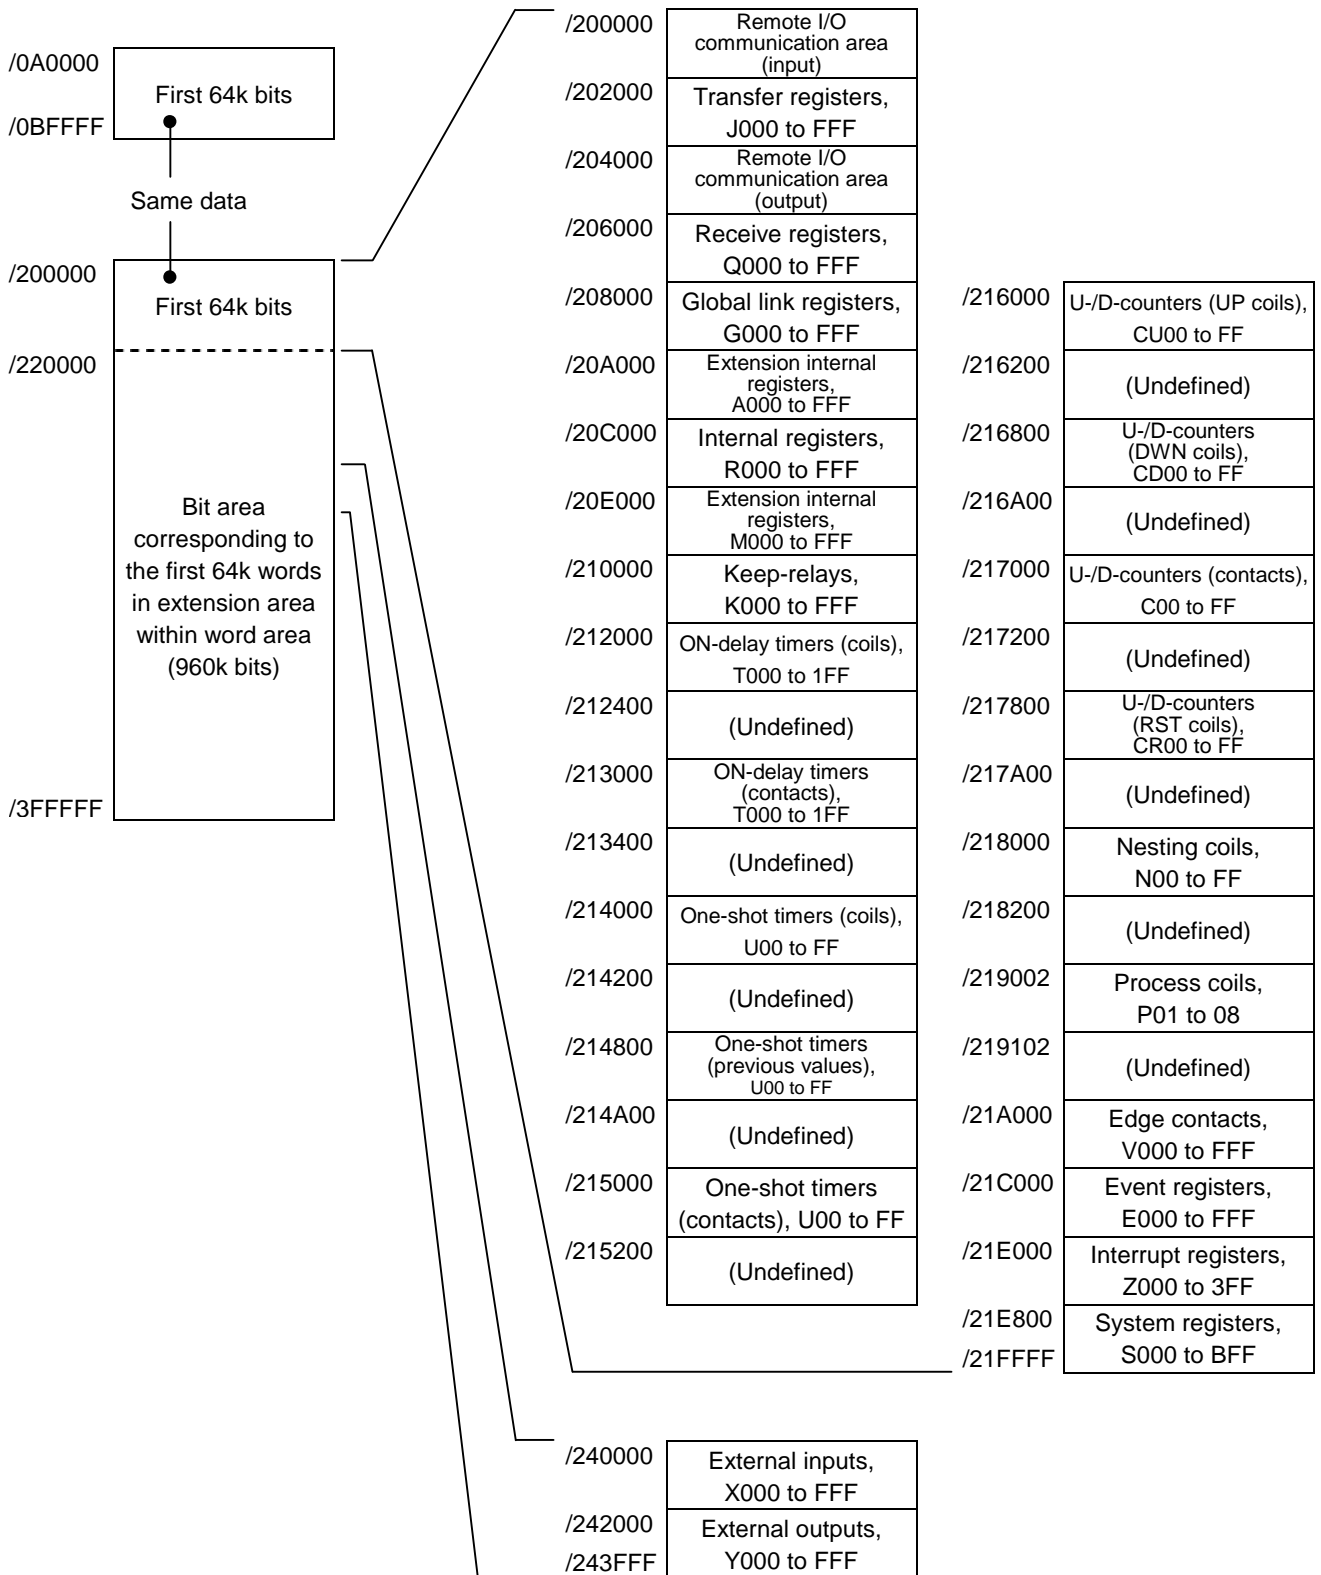 /0A0000
First 64k bits
/0BFFFF
Same data
/200000
First 64k bits
/220000
Bit area
corresponding to
the first 64k words
in extension area
within word area
(960k bits)
/3FFFFF
/200000
Remote I/O
communication area
(input)
/202000
Transfer registers,
J000 to FFF
/204000
Remote I/O
communication area
(output)
/206000
Receive registers,
Q000 to FFF
/208000
Global link registers,
G000 to FFF
/20A000
Extension internal
registers,
A000 to FFF
/20C000
Internal registers,
R000 to FFF
/20E000
Extension internal
registers,
M000 to FFF
/210000
Keep-relays,
K000 to FFF
/212000
ON-delay timers (coils),
T000 to 1FF
/212400
(Undefined)
/213000
ON-delay timers
(contacts),
T000 to 1FF
/213400
(Undefined)
/214000
One-shot timers (coils),
U00 to FF
/214200
(Undefined)
/214800
One-shot timers
(previous values),
U00 to FF
/214A00
(Undefined)
/215000
One-shot timers
(contacts), U00 to FF
/215200
(Undefined)
/216000
U-/D-counters (UP coils),
CU00 to FF
/216200
(Undefined)
/216800
U-/D-counters
(DWN coils),
CD00 to FF
/216A00
(Undefined)
/217000
U-/D-counters (contacts),
C00 to FF
/217200
(Undefined)
/217800
U-/D-counters
(RST coils),
CR00 to FF
/217A00
(Undefined)
/218000
Nesting coils,
N00 to FF
/218200
(Undefined)
/219002
Process coils,
P01 to 08
/219102
(Undefined)
/21A000
Edge contacts,
V000 to FFF
/21C000
Event registers,
E000 to FFF
/21E000
Interrupt registers,
Z000 to 3FF
/21E800
System registers,
S000 to BFF
/21FFFF
/240000
External inputs,
X000 to FFF
/242000
External outputs,
Y000 to FFF
/243FFF